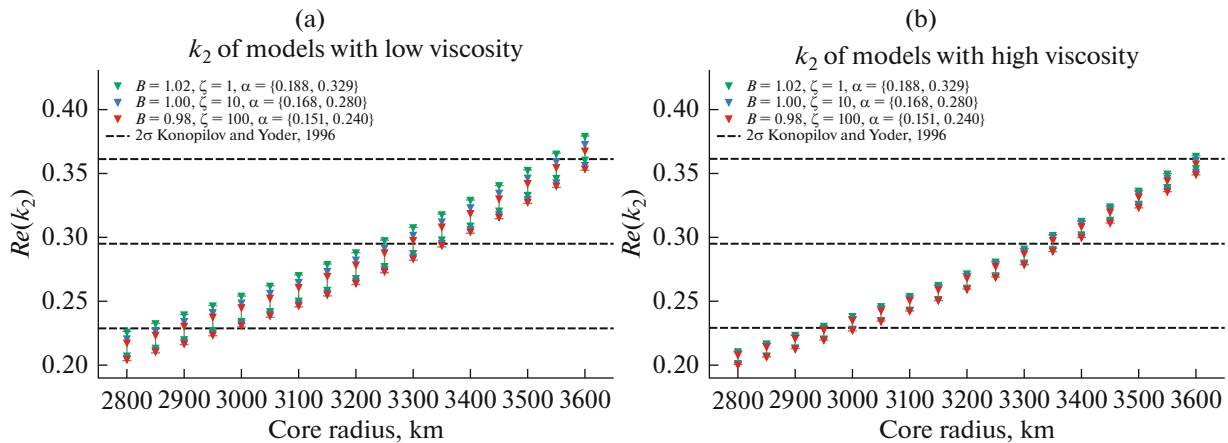 (a)
k₂ of models with low viscosity
B = 1.02, ζ = 1, α = {0.188, 0.329}
B = 1.00, ζ = 10, α = {0.168, 0.280}
B = 0.98, ζ = 100, α = {0.151, 0.240}
2σ Konopilov and Yoder, 1996
Re(k₂)
0.40
0.35
0.30
0.25
0.20
2800 2900 3000 3100 3200 3300 3400 3500 3600
Core radius, km
(b)
k₂ of models with high viscosity
B = 1.02, ζ = 1, α = {0.188, 0.329}
B = 1.00, ζ = 10, α = {0.168, 0.280}
B = 0.98, ζ = 100, α = {0.151, 0.240}
2σ Konopilov and Yoder, 1996
Re(k₂)
0.40
0.35
0.30
0.25
0.20
2800 2900 3000 3100 3200 3300 3400 3500 3600
Core radius, km